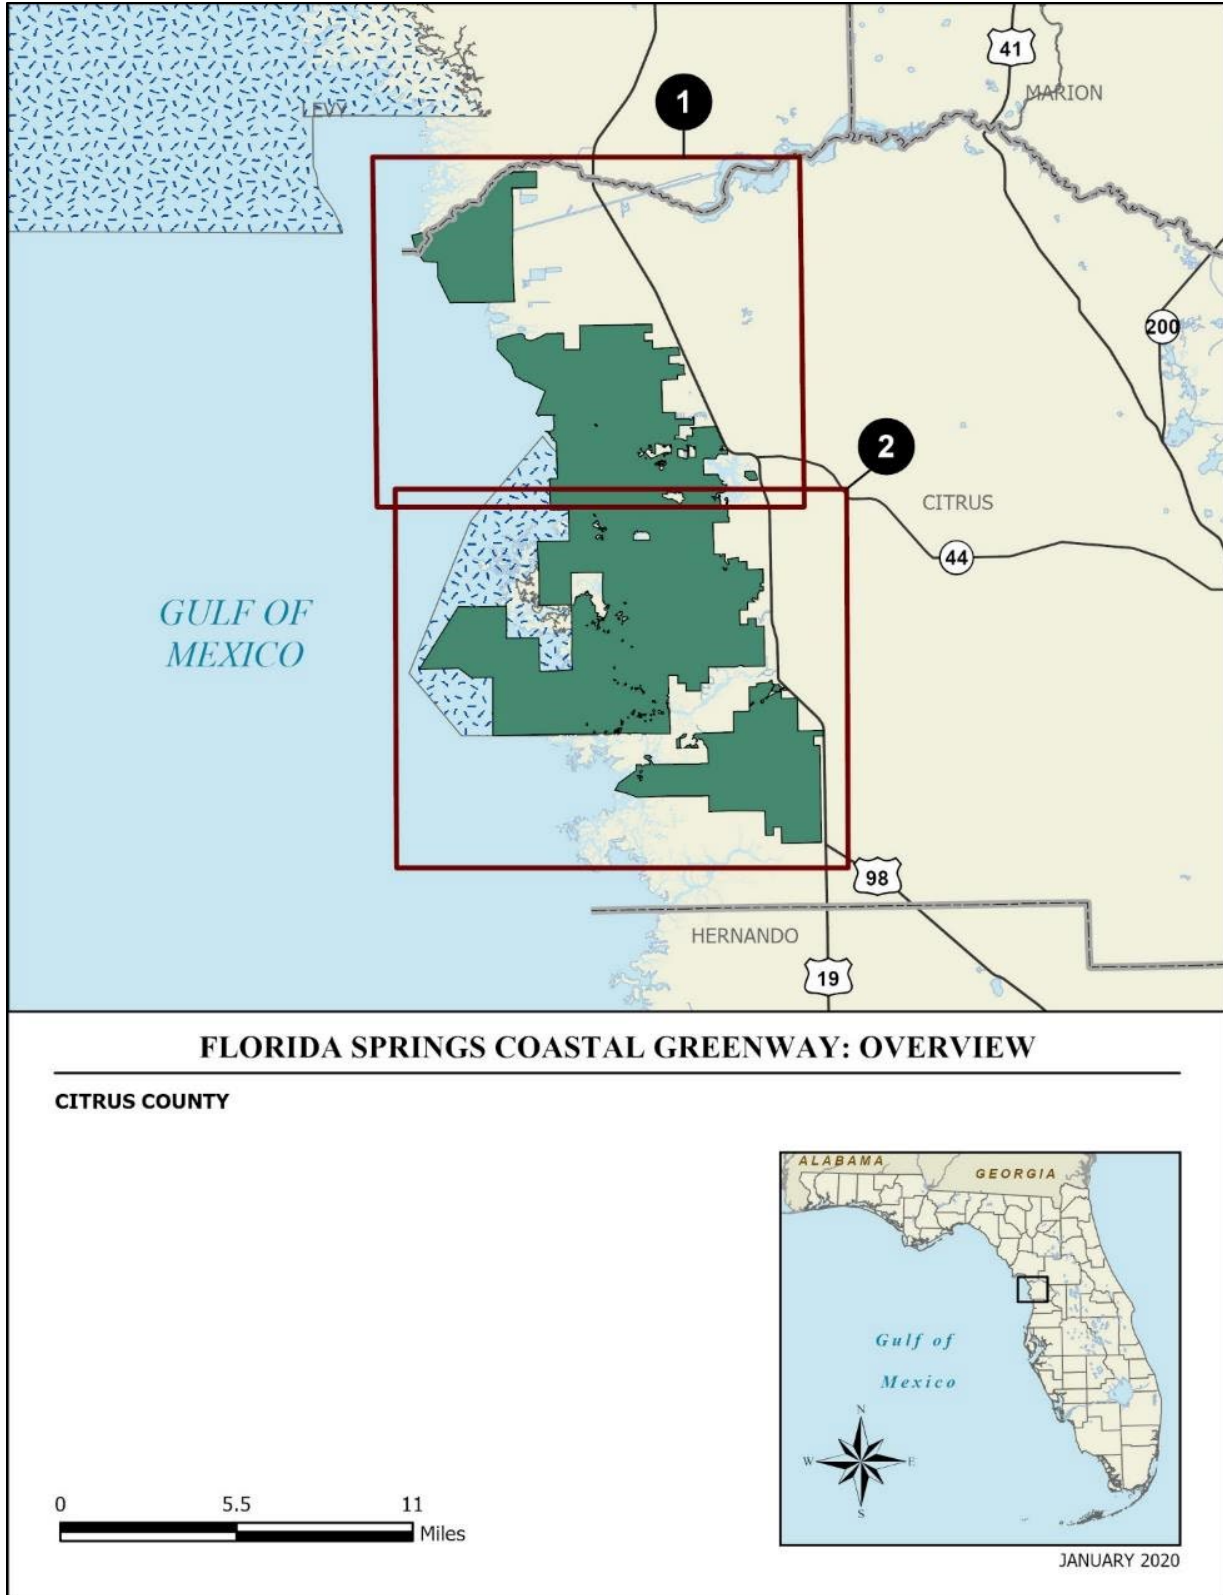 41
MARION
1
LEVY
200
2
CITRUS
44
GULF OF
MEXICO
98
HERNANDO
19
FLORIDA SPRINGS COASTAL GREENWAY: OVERVIEW
CITRUS COUNTY
ALABAMA
GEORGIA
Gulf of
Mexico
N
W
E
S
0 5.5 11
Miles
JANUARY 2020